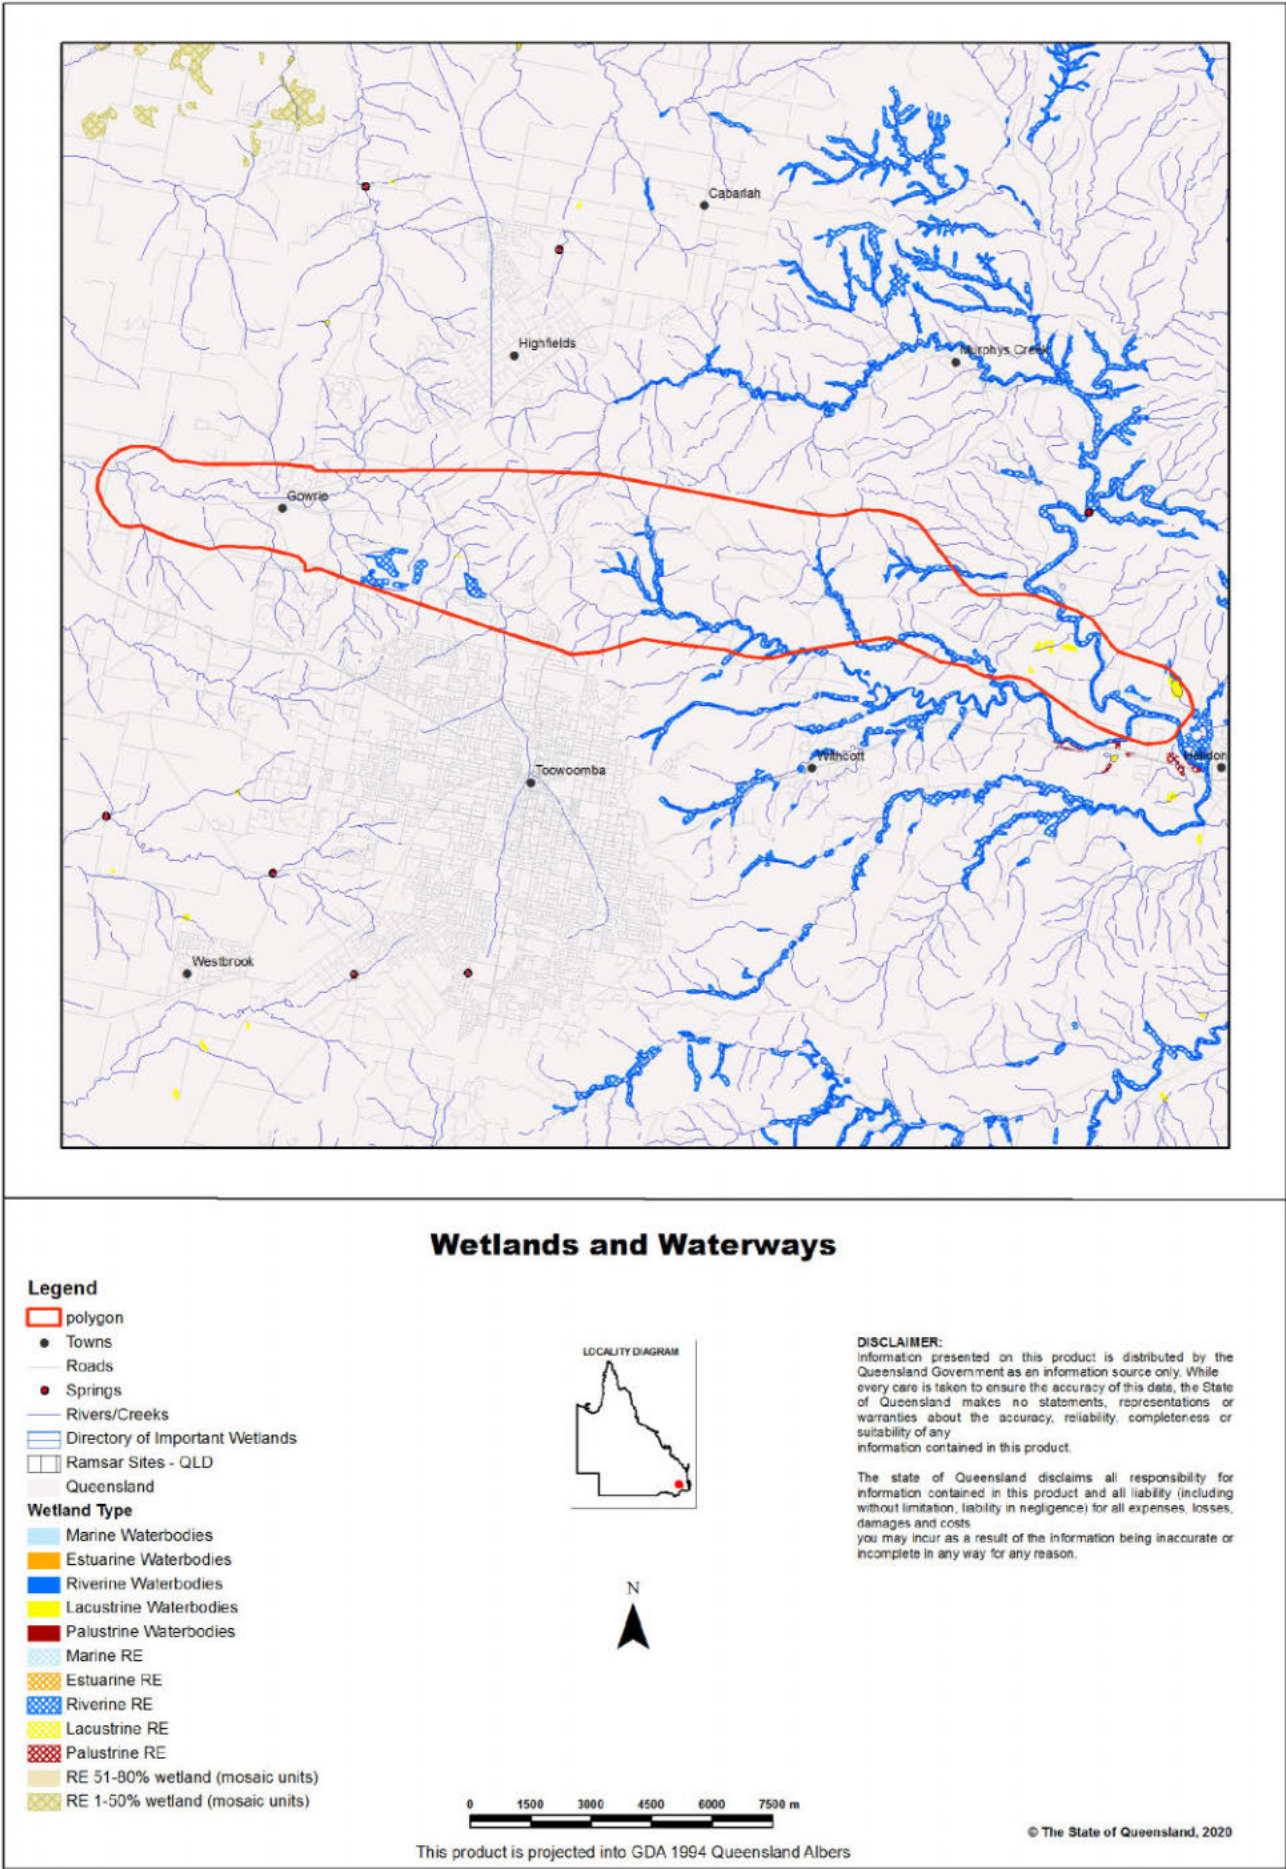 Cabarlah
Highfields
Murphys Creek
Gowrie
Withcott
Helidon
Toowoomba
Westbrook
Wetlands and Waterways
Legend
polygon
Towns
Roads
Springs
Rivers/Creeks
Directory of Important Wetlands
Ramsar Sites - QLD
Queensland
Wetland Type
Marine Waterbodies
Estuarine Waterbodies
Riverine Waterbodies
Lacustrine Waterbodies
Palustrine Waterbodies
Marine RE
Estuarine RE
Riverine RE
Lacustrine RE
Palustrine RE
RE 51-80% wetland (mosaic units)
RE 1-50% wetland (mosaic units)
LOCALITY DIAGRAM
N
0 1500 3000 4500 6000 7500 m
This product is projected into GDA 1994 Queensland Albers
DISCLAIMER:
Information presented on this product is distributed by the
Queensland Government as an information source only. While
every care is taken to ensure the accuracy of this data, the State
of Queensland makes no statements, representations or
warranties about the accuracy, reliability, completeness or
suitability of any
information contained in this product.
The state of Queensland disclaims all responsibility for
information contained in this product and all liability (including
without limitation, liability in negligence) for all expenses, losses,
damages and costs
you may incur as a result of the information being inaccurate or
incomplete in any way for any reason.
© The State of Queensland, 2020